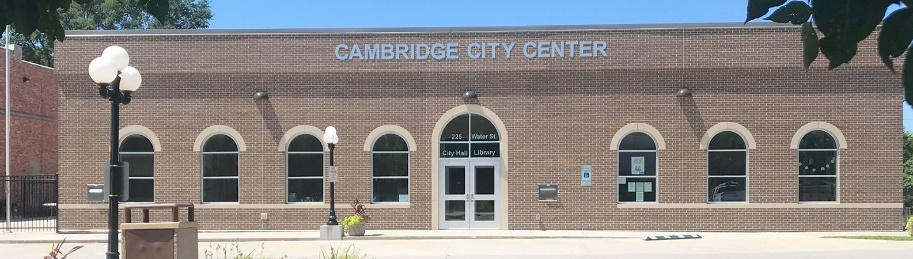 CAMBRIDGE CITY CENTER
225 Water St.
City Hall Library